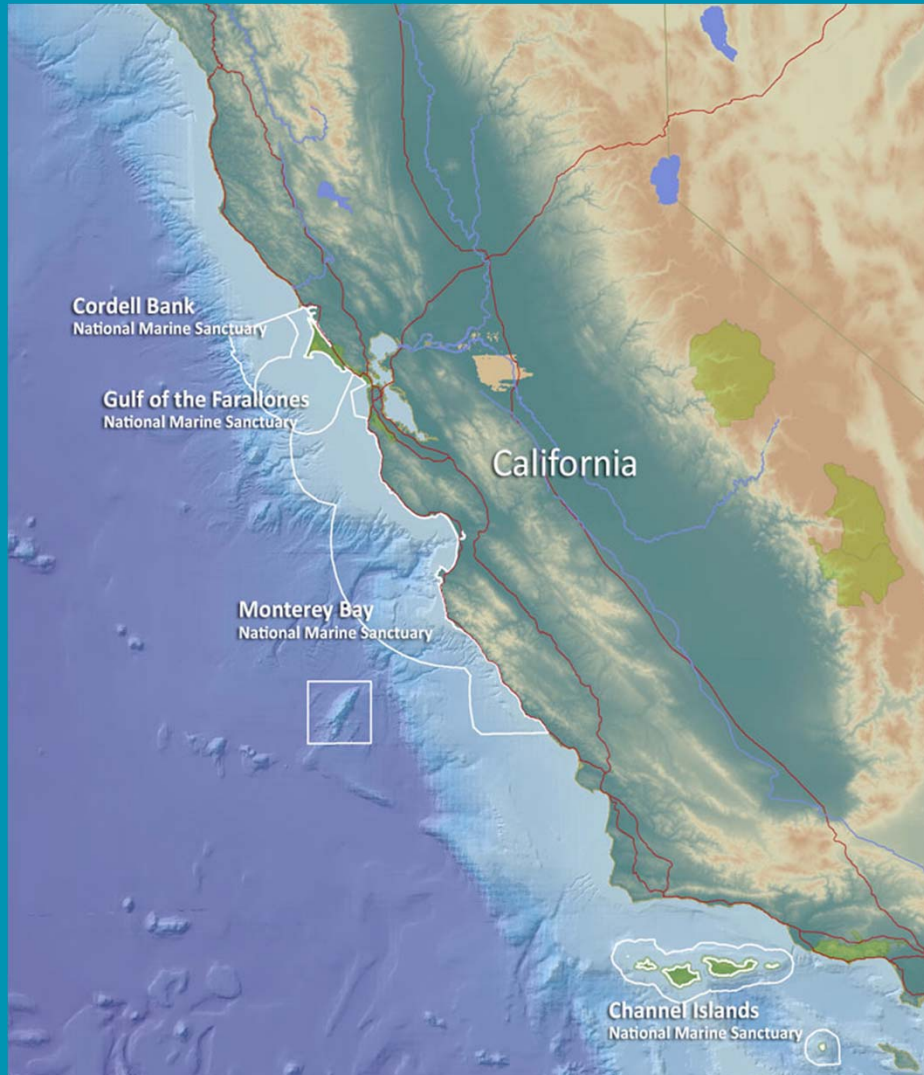 Cordell Bank
National Marine Sanctuary
Gulf of the Farallones
National Marine Sanctuary
California
Monterey Bay
National Marine Sanctuary
Channel Islands
National Marine Sanctuary